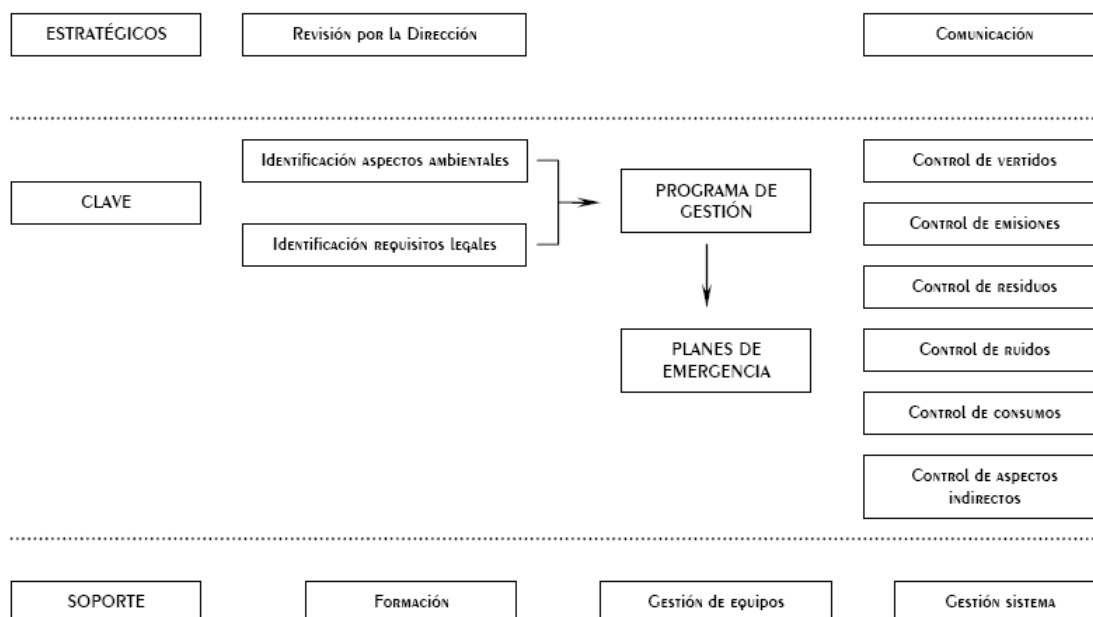 ESTRATÉGICOS
Revisión por la Dirección
Comunicación
Identificación aspectos ambientales
Control de vertidos
CLAVE
PROGRAMA DE
GESTIÓN
Control de emisiones
Identificación requisitos legales
Control de residuos
PLANES DE
EMERGENCIA
Control de ruidos
Control de consumos
Control de aspectos
indirectos
SOPORTE
Formación
Gestión de equipos
Gestión sistema